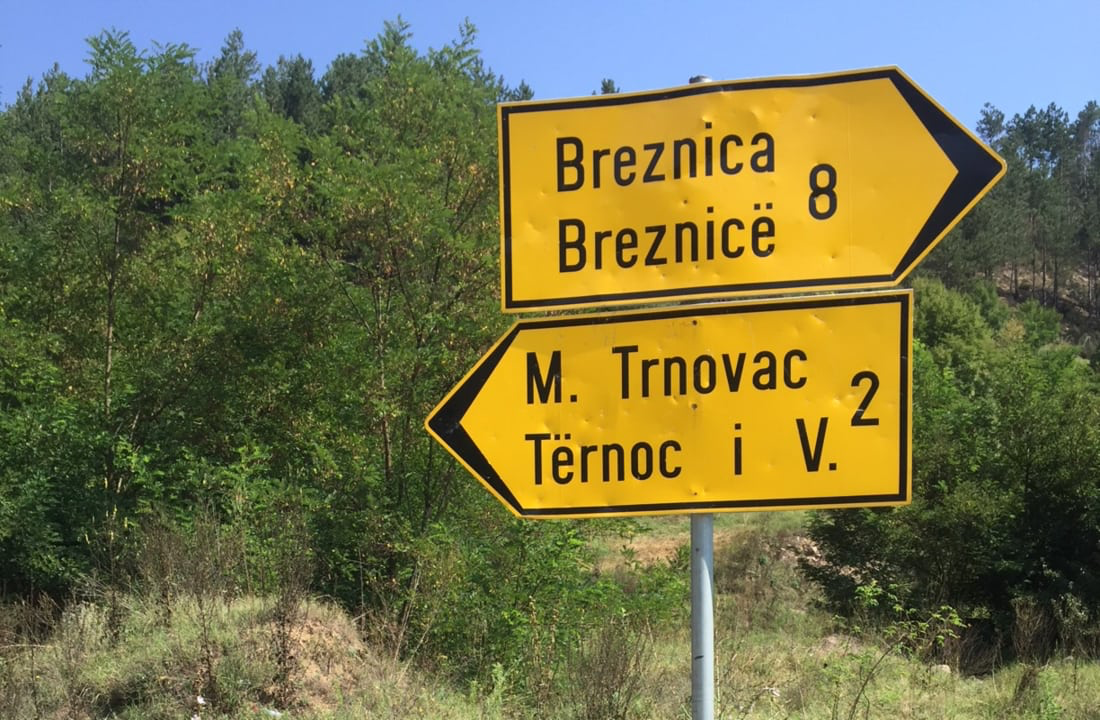 Breznica
Breznicë 8
M. Trnovac
Tërnoc i V. 2